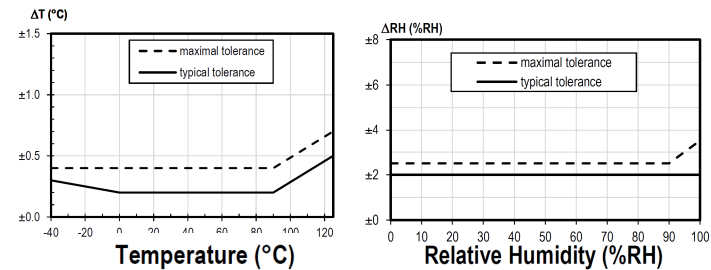 ΔT (°C)
±1.5
±1.0
±0.5
±0.0
maximal tolerance
typical tolerance
-40 -20 0 20 40 60 80 100 120
Temperature (°C)
ΔRH (%RH)
±8
±6
±4
±2
±0
maximal tolerance
typical tolerance
0 10 20 30 40 50 60 70 80 90 100
Relative Humidity (%RH)